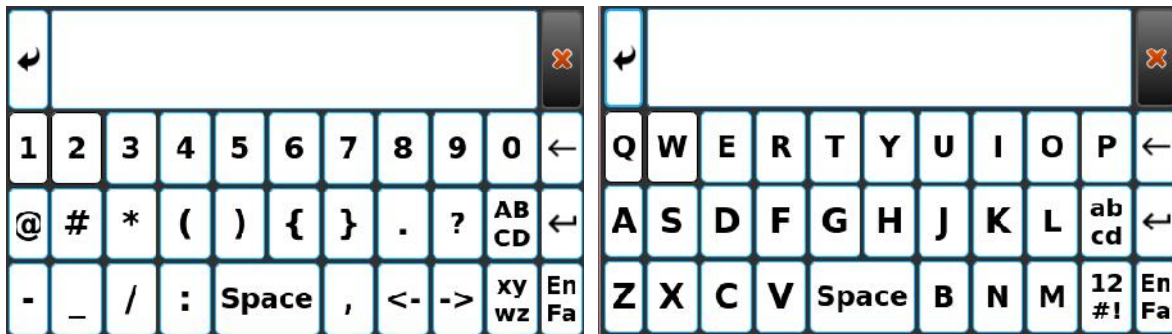 1 2 3 4 5 6 7 8 9 0 ←
@ # * ( ) { } . ? AB CD ↵
- _ / : Space , <- -> xy wz En Fa
Q W E R T Y U I O P ←
A S D F G H J K L ab cd ↵
Z X C V Space B N M 12 #! En Fa